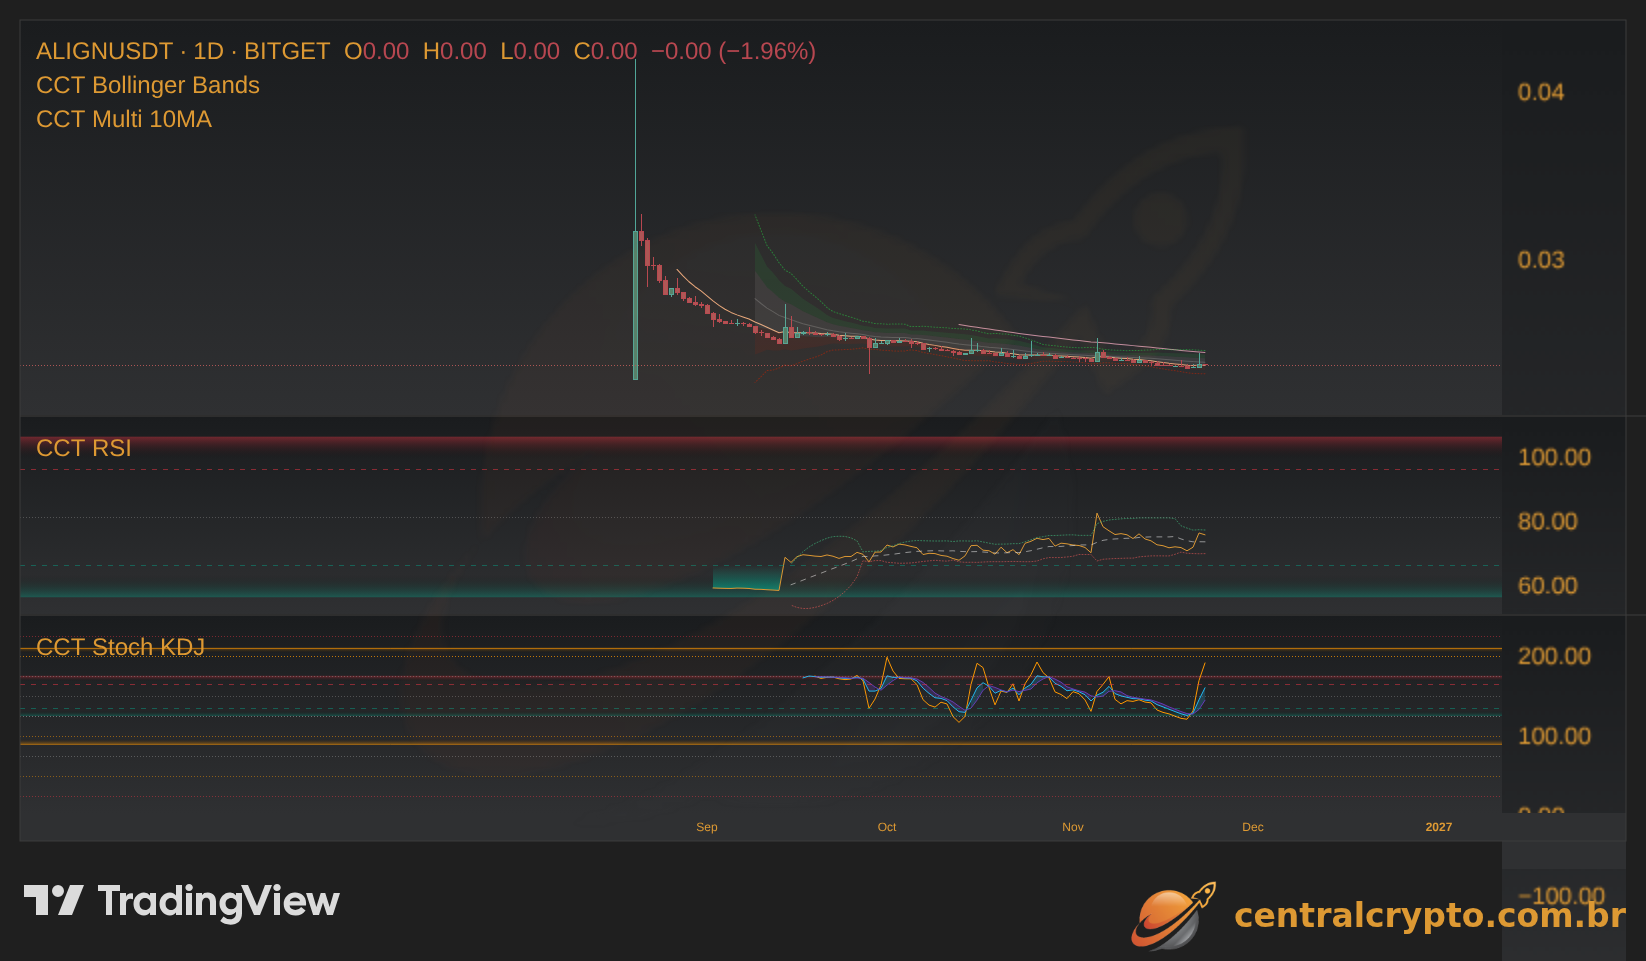 ALIGNUSDT · 1D · BITGET O0.00 H0.00 L0.00 C0.00 −0.00 (−1.96%)
CCT Bollinger Bands
CCT Multi 10MA
0.04
0.03
CCT RSI
100.00
80.00
60.00
CCT Stoch KDJ
200.00
100.00
0.00
Sep Oct Nov Dec 2027
−100.00
TradingView
centralcrypto.com.br